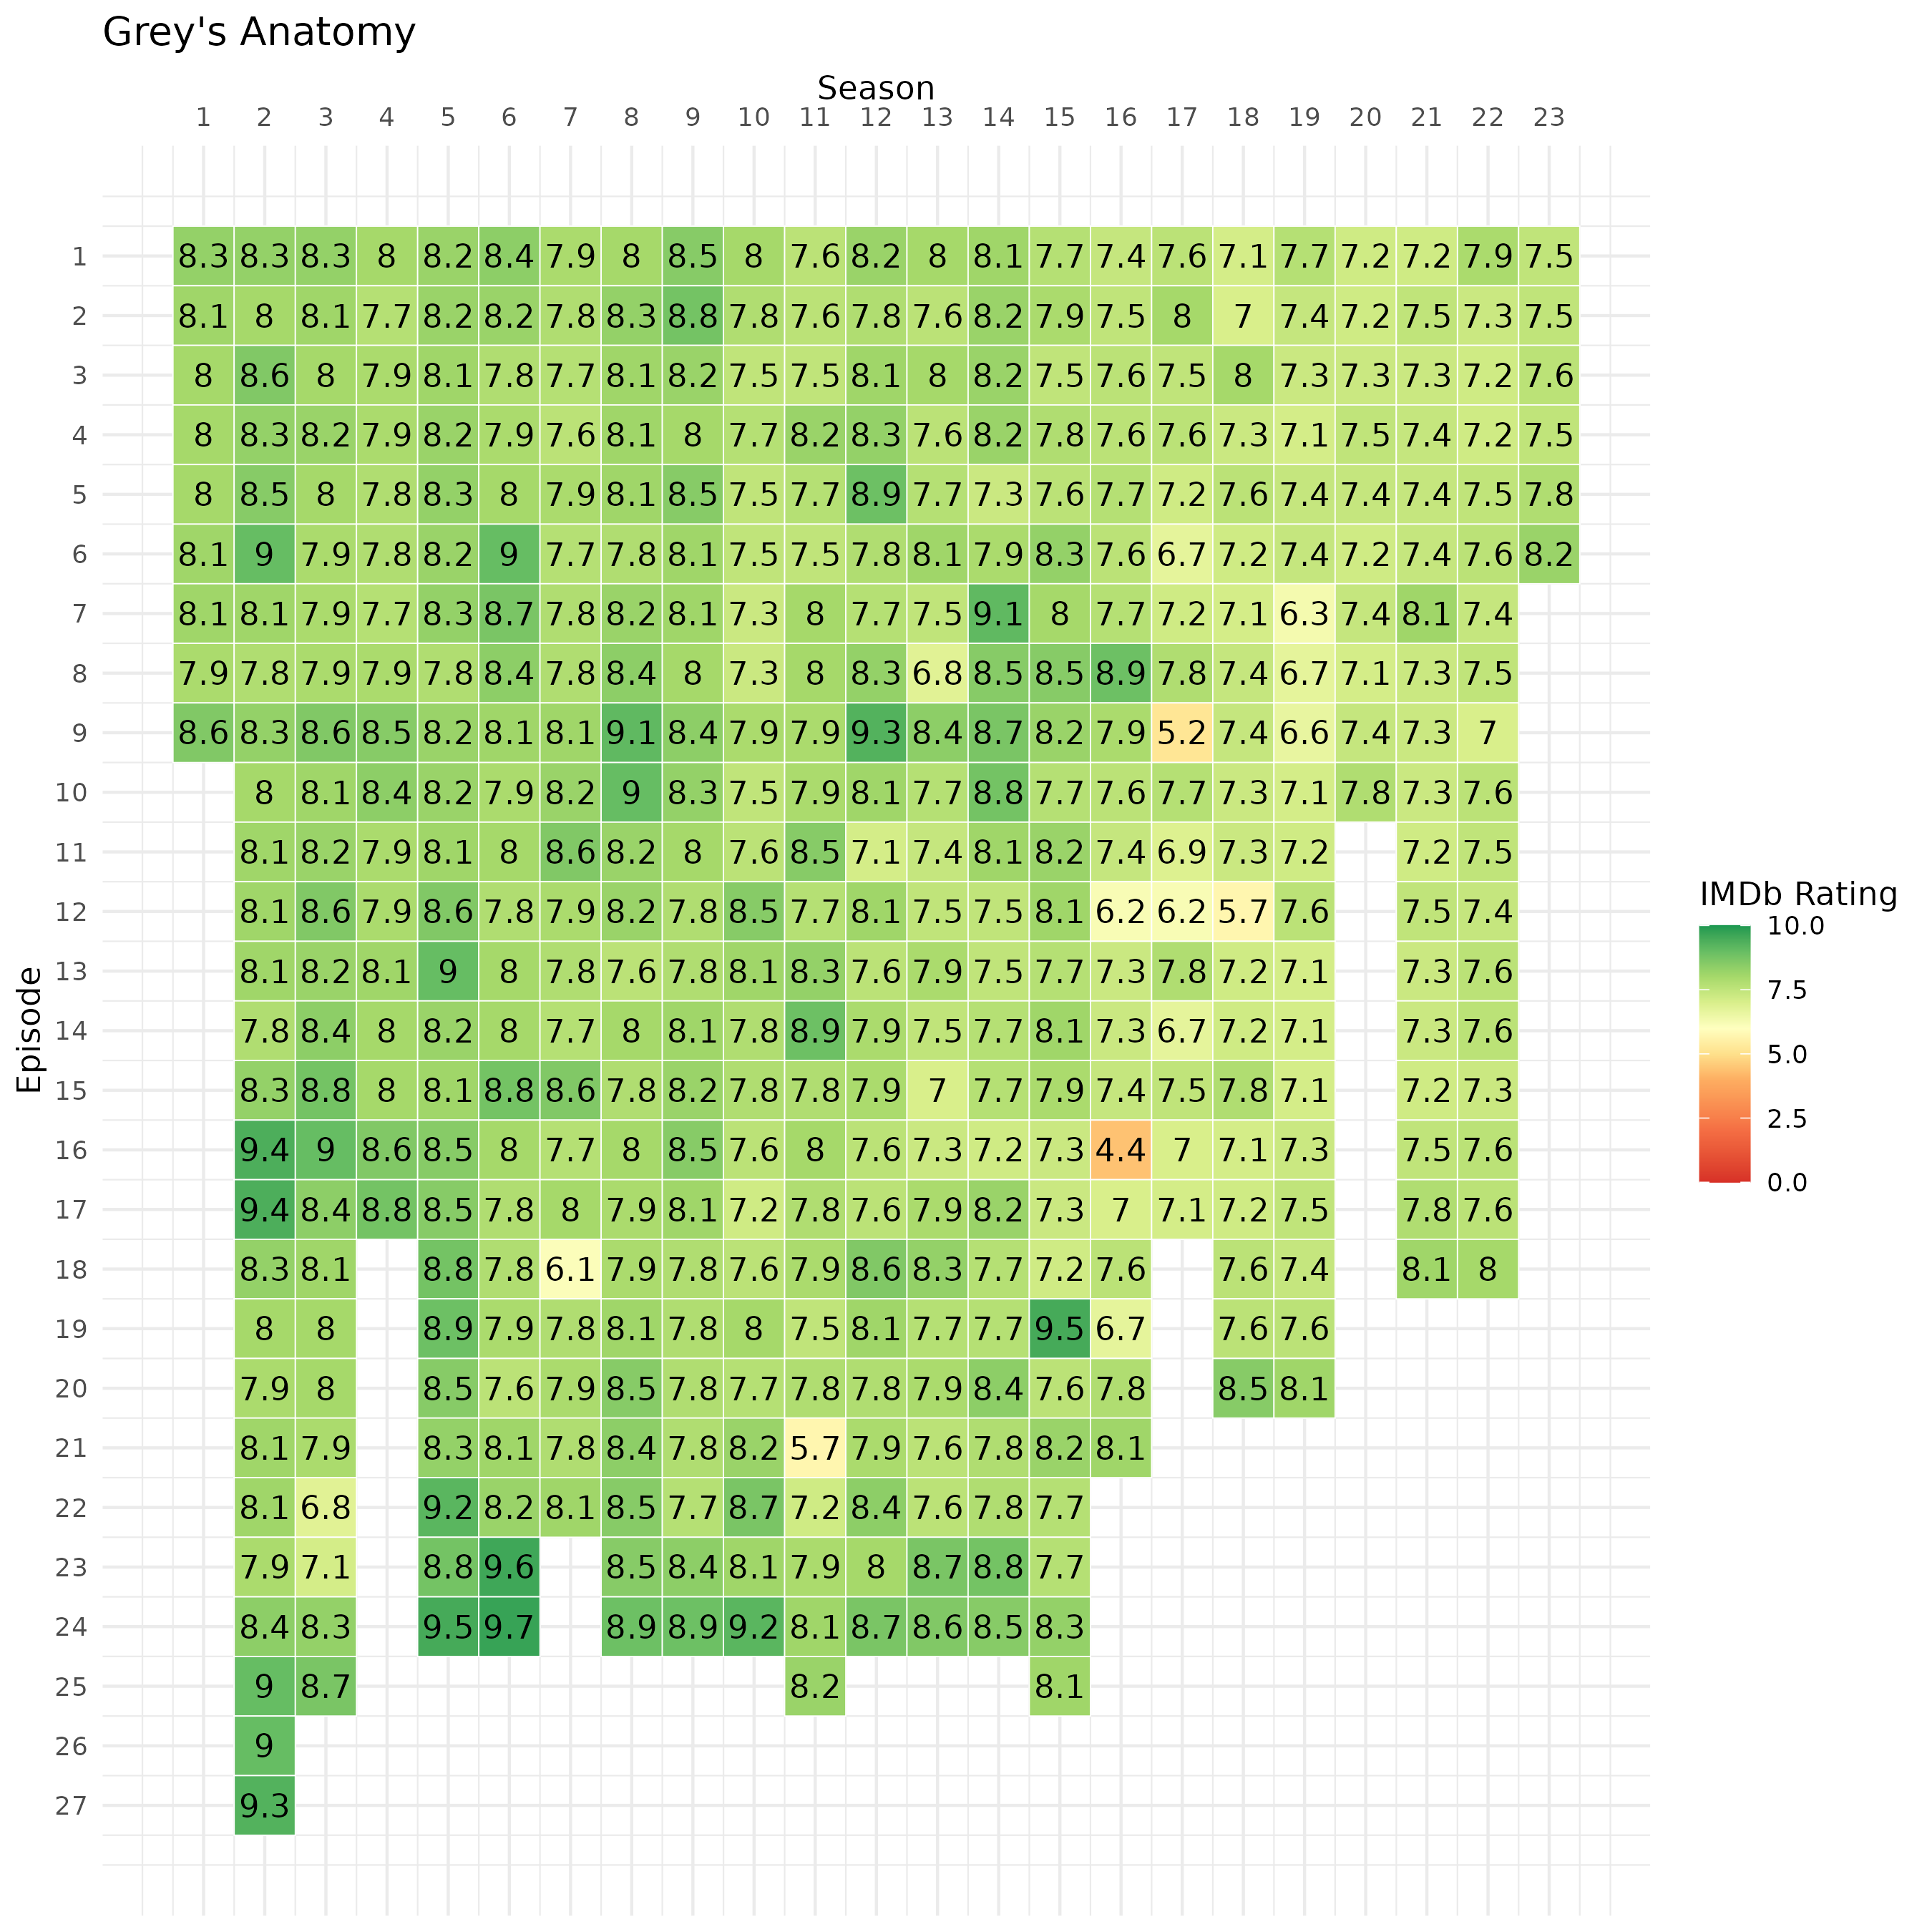 Grey's Anatomy
Season
1 2 3 4 5 6 7 8 9 10 11 12 13 14 15 16 17 18 19 20 21 22 23
1 8.3 8.3 8.3 8 8.2 8.4 7.9 8 8.5 8 7.6 8.2 8 8.1 7.7 7.4 7.6 7.1 7.7 7.2 7.2 7.9 7.5
2 8.1 8 8.1 7.7 8.2 8.2 7.8 8.3 8.8 7.8 7.6 7.8 7.6 8.2 7.9 7.5 8 7 7.4 7.2 7.5 7.3 7.5
3 8 8.6 8 7.9 8.1 7.8 7.7 8.1 8.2 7.5 7.5 8.1 8 8.2 7.5 7.6 7.5 8 7.3 7.3 7.3 7.2 7.6
4 8 8.3 8.2 7.9 8.2 7.9 7.6 8.1 8 7.7 8.2 8.3 7.6 8.2 7.8 7.6 7.6 7.3 7.1 7.5 7.4 7.2 7.5
5 8 8.5 8 7.8 8.3 8 7.9 8.1 8.5 7.5 7.7 8.9 7.7 7.3 7.6 7.7 7.2 7.6 7.4 7.4 7.4 7.5 7.8
6 8.1 9 7.9 7.8 8.2 9 7.7 7.8 8.1 7.5 7.5 7.8 8.1 7.9 8.3 7.6 6.7 7.2 7.4 7.2 7.4 7.6 8.2
7 8.1 8.1 7.9 7.7 8.3 8.7 7.8 8.2 8.1 7.3 8 7.7 7.5 9.1 8 7.7 7.2 7.1 6.3 7.4 8.1 7.4
8 7.9 7.8 7.9 7.9 7.8 8.4 7.8 8.4 8 7.3 8 8.3 6.8 8.5 8.5 8.9 7.8 7.4 6.7 7.1 7.3 7.5
9 8.6 8.3 8.6 8.5 8.2 8.1 8.1 9.1 8.4 7.9 7.9 9.3 8.4 8.7 8.2 7.9 5.2 7.4 6.6 7.4 7.3 7
10 8 8.1 8.4 8.2 7.9 8.2 9 8.3 7.5 7.9 8.1 7.7 8.8 7.7 7.6 7.7 7.3 7.1 7.8 7.3 7.6
11 8.1 8.2 7.9 8.1 8 8.6 8.2 8 7.6 8.5 7.1 7.4 8.1 8.2 7.4 6.9 7.3 7.2 7.2 7.5
12 8.1 8.6 7.9 8.6 7.8 7.9 8.2 7.8 8.5 7.7 8.1 7.5 7.5 8.1 6.2 6.2 5.7 7.6 7.5 7.4
13 8.1 8.2 8.1 9 8 7.8 7.6 7.8 8.1 8.3 7.6 7.9 7.5 7.7 7.3 7.8 7.2 7.1 7.3 7.6
14 7.8 8.4 8 8.2 8 7.7 8 8.1 7.8 8.9 7.9 7.5 7.7 8.1 7.3 6.7 7.2 7.1 7.3 7.6
15 8.3 8.8 8 8.1 8.8 8.6 7.8 8.2 7.8 7.8 7.9 7 7.7 7.9 7.4 7.5 7.8 7.1 7.2 7.3
16 9.4 9 8.6 8.5 8 7.7 8 8.5 7.6 8 7.6 7.3 7.2 7.3 4.4 7 7.1 7.3 7.5 7.6
17 9.4 8.4 8.8 8.5 7.8 8 7.9 8.1 7.2 7.8 7.6 7.9 8.2 7.3 7 7.1 7.2 7.5 7.8 7.6
18 8.3 8.1 8.8 7.8 6.1 7.9 7.8 7.6 7.9 8.6 8.3 7.7 7.2 7.6 7.6 7.4 8.1 8
19 8 8 8.9 7.9 7.8 8.1 7.8 8 7.5 8.1 7.7 7.7 9.5 6.7 7.6 7.6
20 7.9 8 8.5 7.6 7.9 8.5 7.8 7.7 7.8 7.8 7.9 8.4 7.6 7.8 8.5 8.1
21 8.1 7.9 8.3 8.1 7.8 8.4 7.8 8.2 5.7 7.9 7.6 7.8 8.2 8.1
22 8.1 6.8 9.2 8.2 8.1 8.5 7.7 8.7 7.2 8.4 7.6 7.8 7.7
23 7.9 7.1 8.8 9.6 8.5 8.4 8.1 7.9 8 8.7 8.8 7.7
24 8.4 8.3 9.5 9.7 8.9 8.9 9.2 8.1 8.7 8.6 8.5 8.3
25 9 8.7 8.2 8.1
26 9
27 9.3
Episode
IMDb Rating
10.0
7.5
5.0
2.5
0.0